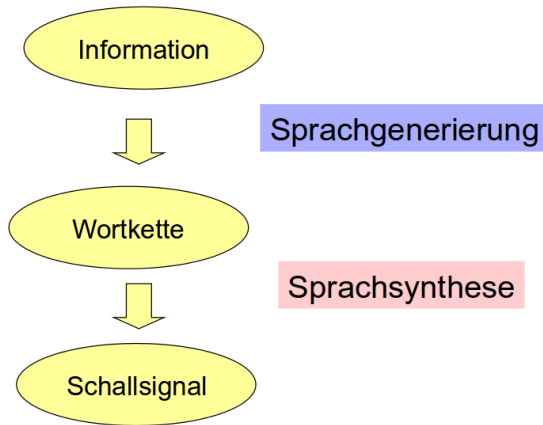 Information
Sprachgenerierung
Wortkette
Sprachsynthese
Schallsignal